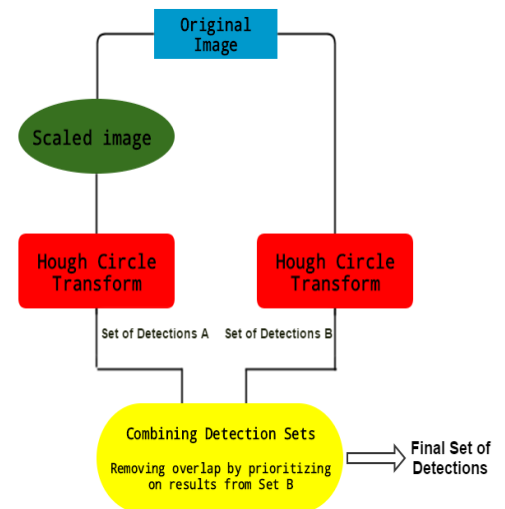 Original
Image
Scaled image
Hough Circle
Transform
Hough Circle
Transform
Set of Detections A
Set of Detections B
Combining Detection Sets
Removing overlap by prioritizing
on results from Set B
Final Set of
Detections